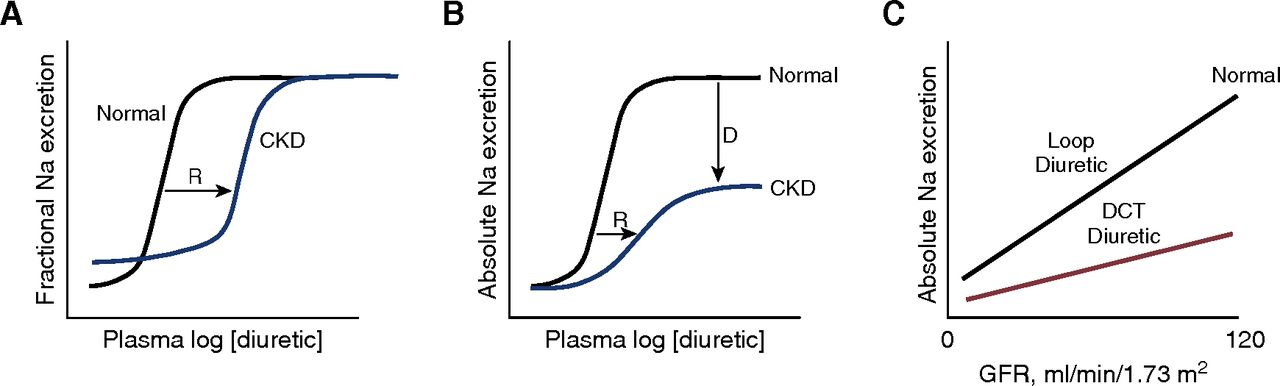 A
Fractional Na excretion
Normal
CKD
R
Plasma log [diuretic]
B
Absolute Na excretion
Normal
D
CKD
R
Plasma log [diuretic]
C
Absolute Na excretion
Normal
Loop
Diuretic
DCT
Diuretic
0
120
GFR, ml/min/1.73 m²